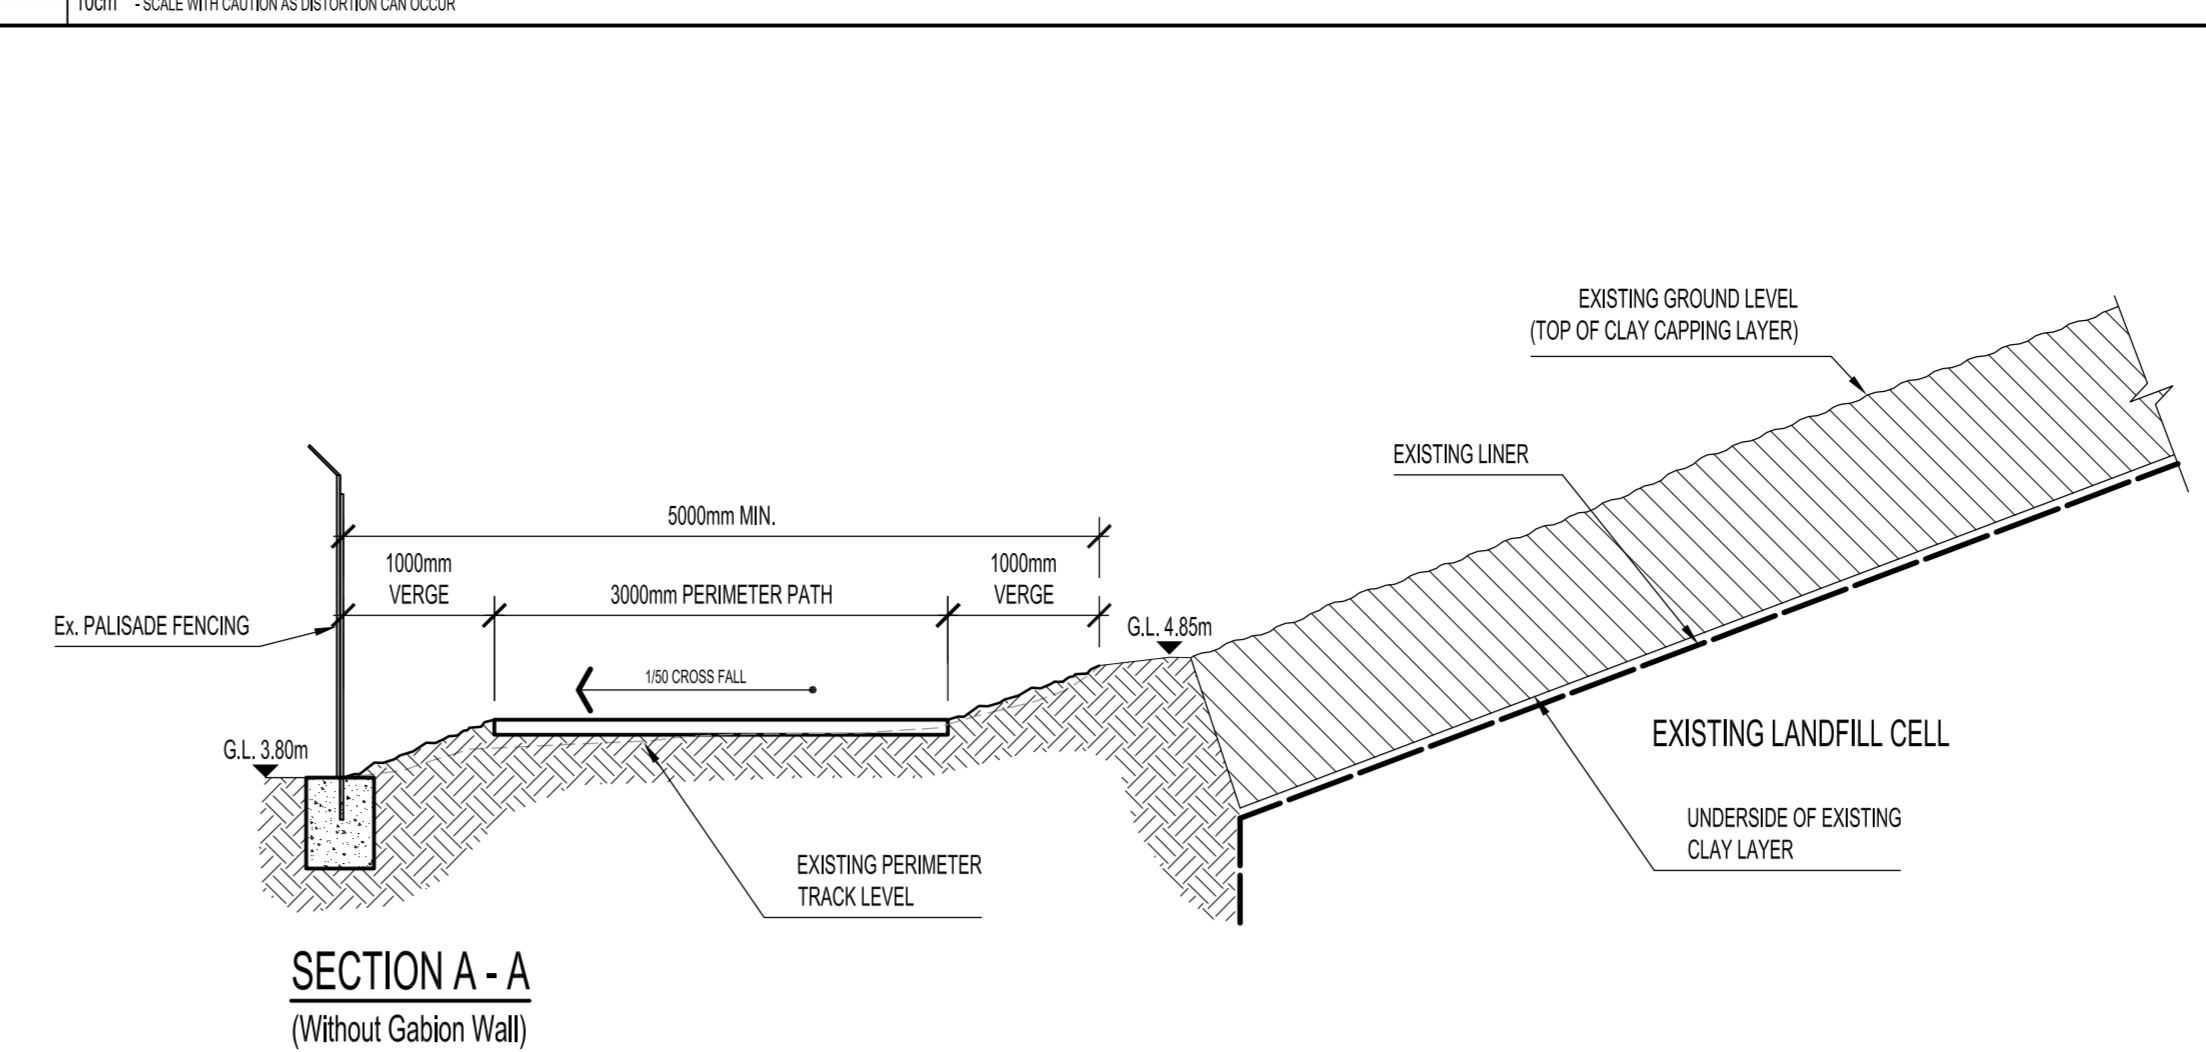 10cm - SCALE WITH CAUTION AS DISTORTION CAN OCCUR
EXISTING GROUND LEVEL
(TOP OF CLAY CAPPING LAYER)
EXISTING LINER
5000mm MIN.
1000mm
VERGE
3000mm PERIMETER PATH
1000mm
VERGE
Ex. PALISADE FENCING
G.L. 4.85m
1/50 CROSS FALL
G.L. 3.80m
EXISTING LANDFILL CELL
UNDERSIDE OF EXISTING
CLAY LAYER
EXISTING PERIMETER
TRACK LEVEL
SECTION A - A
(Without Gabion Wall)